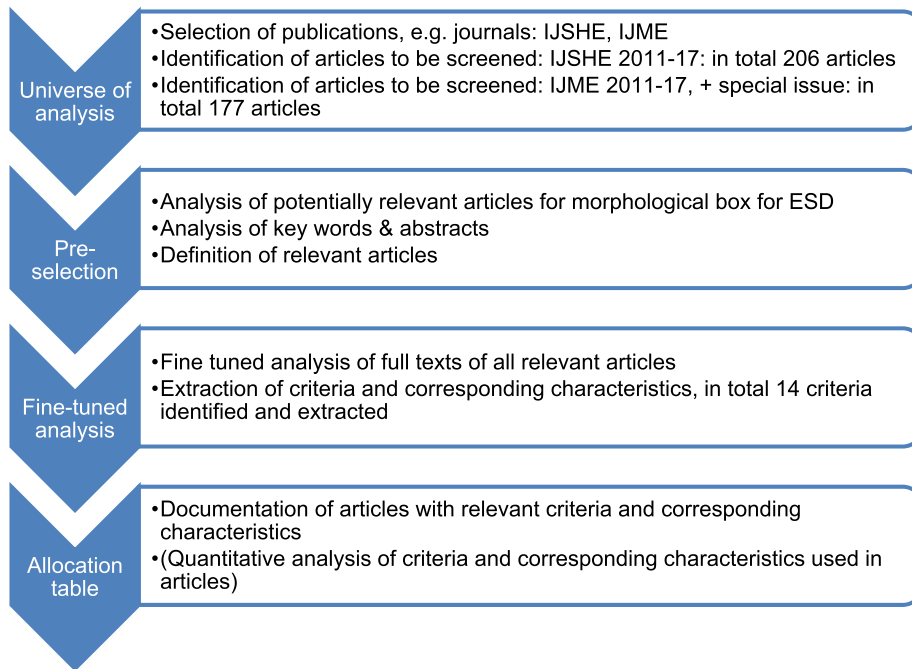 Universe of
analysis
•Selection of publications, e.g. journals: IJSHE, IJME
•Identification of articles to be screened: IJSHE 2011-17: in total 206 articles
•Identification of articles to be screened: IJME 2011-17, + special issue: in
total 177 articles
Pre-
selection
•Analysis of potentially relevant articles for morphological box for ESD
•Analysis of key words & abstracts
•Definition of relevant articles
Fine-tuned
analysis
•Fine tuned analysis of full texts of all relevant articles
•Extraction of criteria and corresponding characteristics, in total 14 criteria
identified and extracted
Allocation
table
•Documentation of articles with relevant criteria and corresponding
characteristics
•(Quantitative analysis of criteria and corresponding characteristics used in
articles)